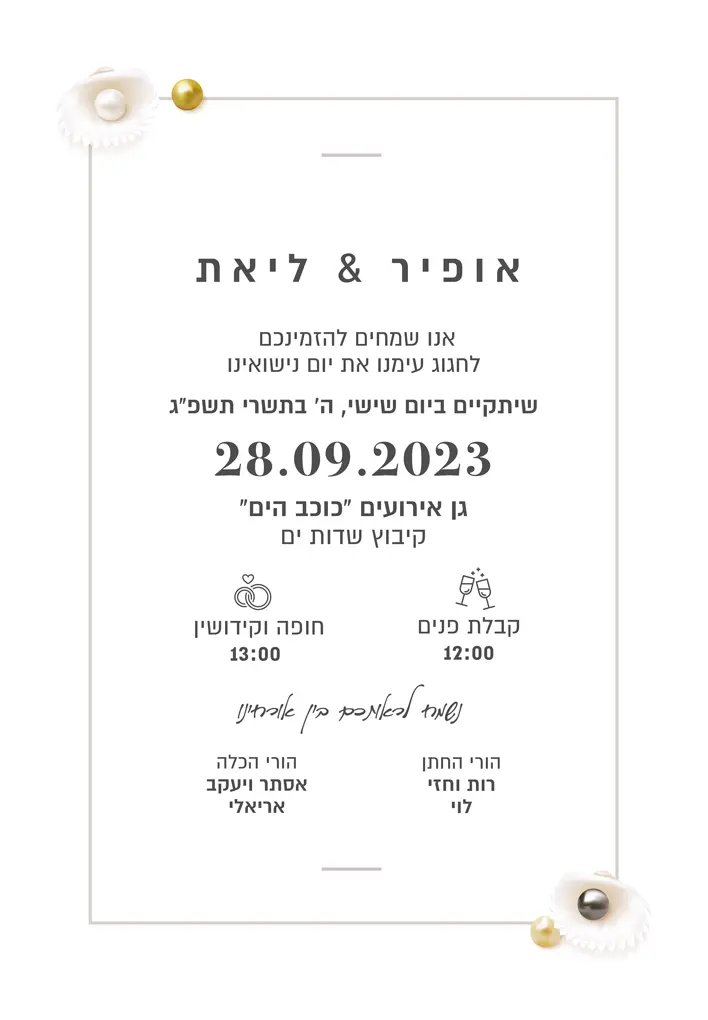 אופיר & ליאת
אנו שמחים להזמינכם
לחגוג עימנו את יום נישואינו
שיתקיים ביום שישי, ה' בתשרי תשפ"ג
28.09.2023
גן אירועים "כוכב הים"
קיבוץ שדות ים
קבלת פנים
12:00
חופה וקידושין
13:00
נשמח לראותכם בין אורחינו
הורי החתן
רות וחזי
לוי
הורי הכלה
אסתר ויעקב
אריאלי